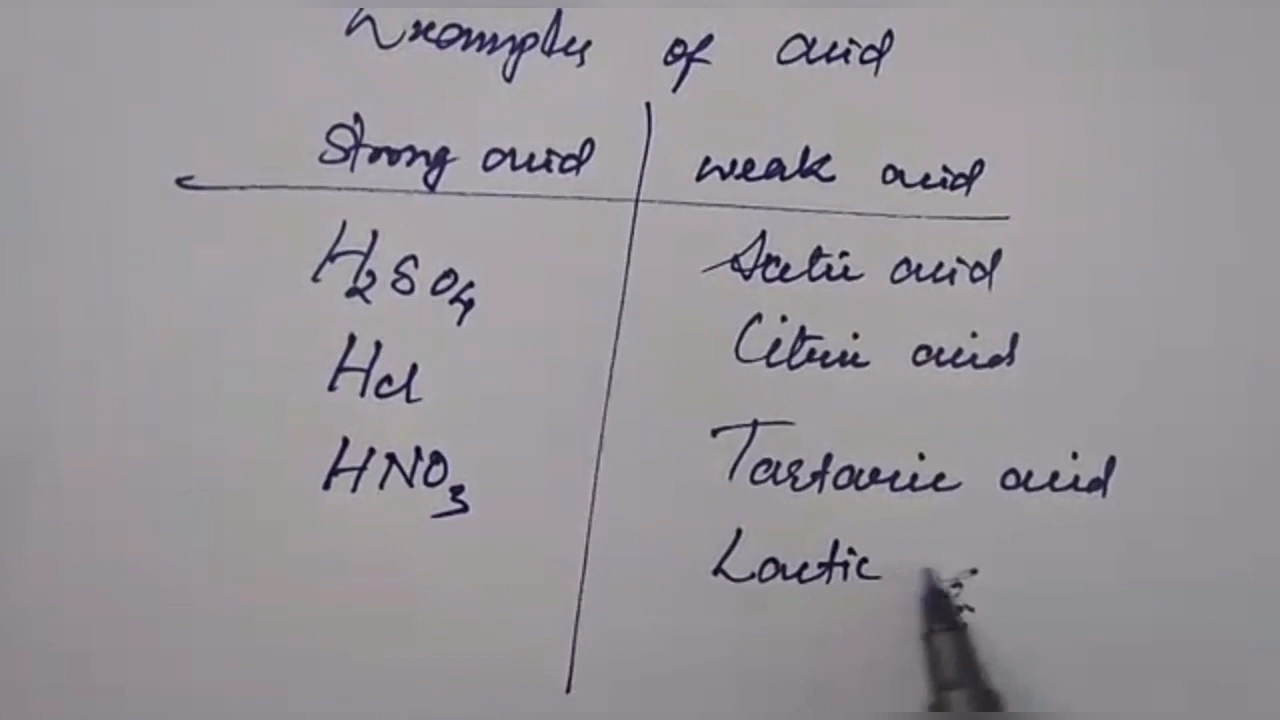 Examples of acid
Strong acid weak acid
H2SO4 Acetic acid
Hcl Citric acid
HNO3 Tartaric acid
Lactic